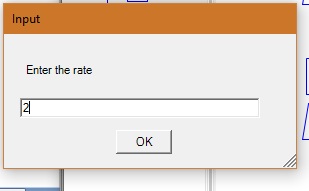 Input
Enter the rate
2
OK